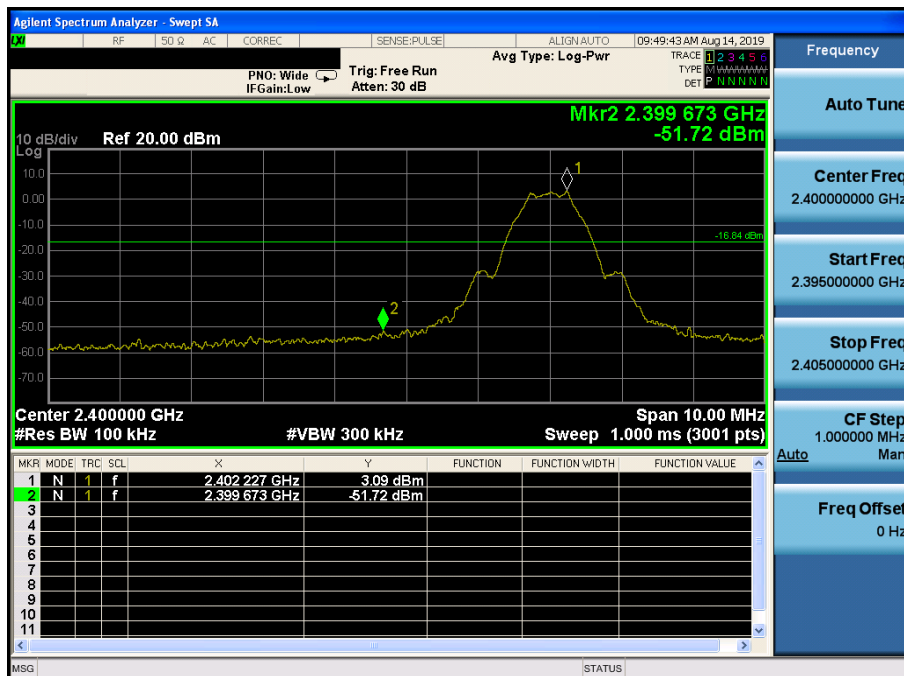 Agilent Spectrum Analyzer - Swept SA
LXI RF 50 Ω AC CORREC SENSE:PULSE ALIGN AUTO 09:49:43 AM Aug 14, 2019
Avg Type: Log-Pwr TRACE 1 2 3 4 5 6
PNO: Wide Trig: Free Run TYPE M W W W W W
IFGain:Low Atten: 30 dB DET P N N N N N
Mkr2 2.399 673 GHz
10 dB/div Ref 20.00 dBm -51.72 dBm
Log
10.0
0.00
-10.0
-20.0
-30.0
-40.0
-50.0
-60.0
-70.0
1
-16.84 dBm
2
Center 2.400000 GHz Span 10.00 MHz
#Res BW 100 kHz #VBW 300 kHz Sweep 1.000 ms (3001 pts)
MKR MODE TRC SCL X Y FUNCTION FUNCTION WIDTH FUNCTION VALUE
1 N 1 f 2.402 227 GHz 3.09 dBm
2 N 1 f 2.399 673 GHz -51.72 dBm
3
4
5
6
7
8
9
10
11
MSG STATUS
Frequency
Auto Tune
Center Freq
2.400000000 GHz
Start Freq
2.395000000 GHz
Stop Freq
2.405000000 GHz
CF Step
1.000000 MHz
Auto Man
Freq Offset
0 Hz